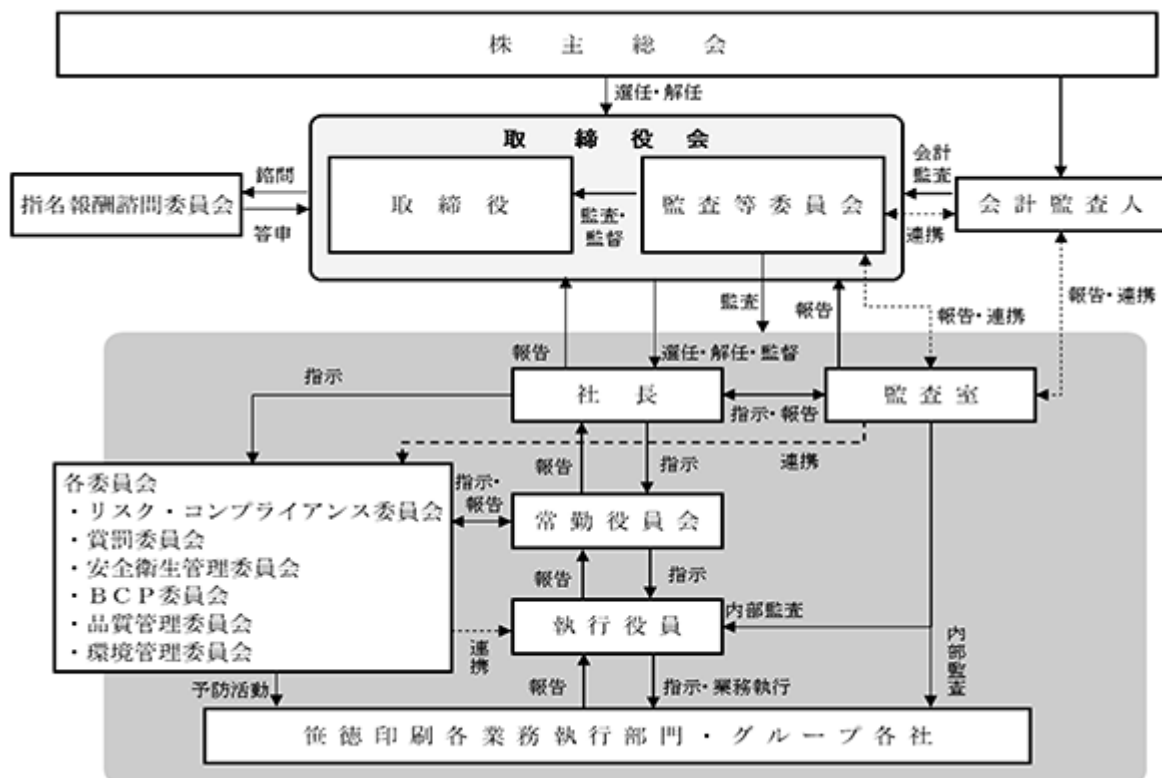 株主総会
選任・解任
取締役会
会計
監査
諮問
指名報酬諮問委員会
答申
取締役
監査・
監督
監査等委員会
連携
会計監査人
監査
報告
報告・連携
報告・連携
報告
選任・解任・監督
指示
社長
指示・報告
監査室
連携
報告
指示
各委員会
・リスク・コンプライアンス委員会
・賞罰委員会
・安全衛生管理委員会
・BCP委員会
・品質管理委員会
・環境管理委員会
指示・
報告
常勤役員会
報告
指示
内部監査
執行役員
連携
内部監査
予防活動
報告
指示・業務執行
笹徳印刷各業務執行部門・グループ各社